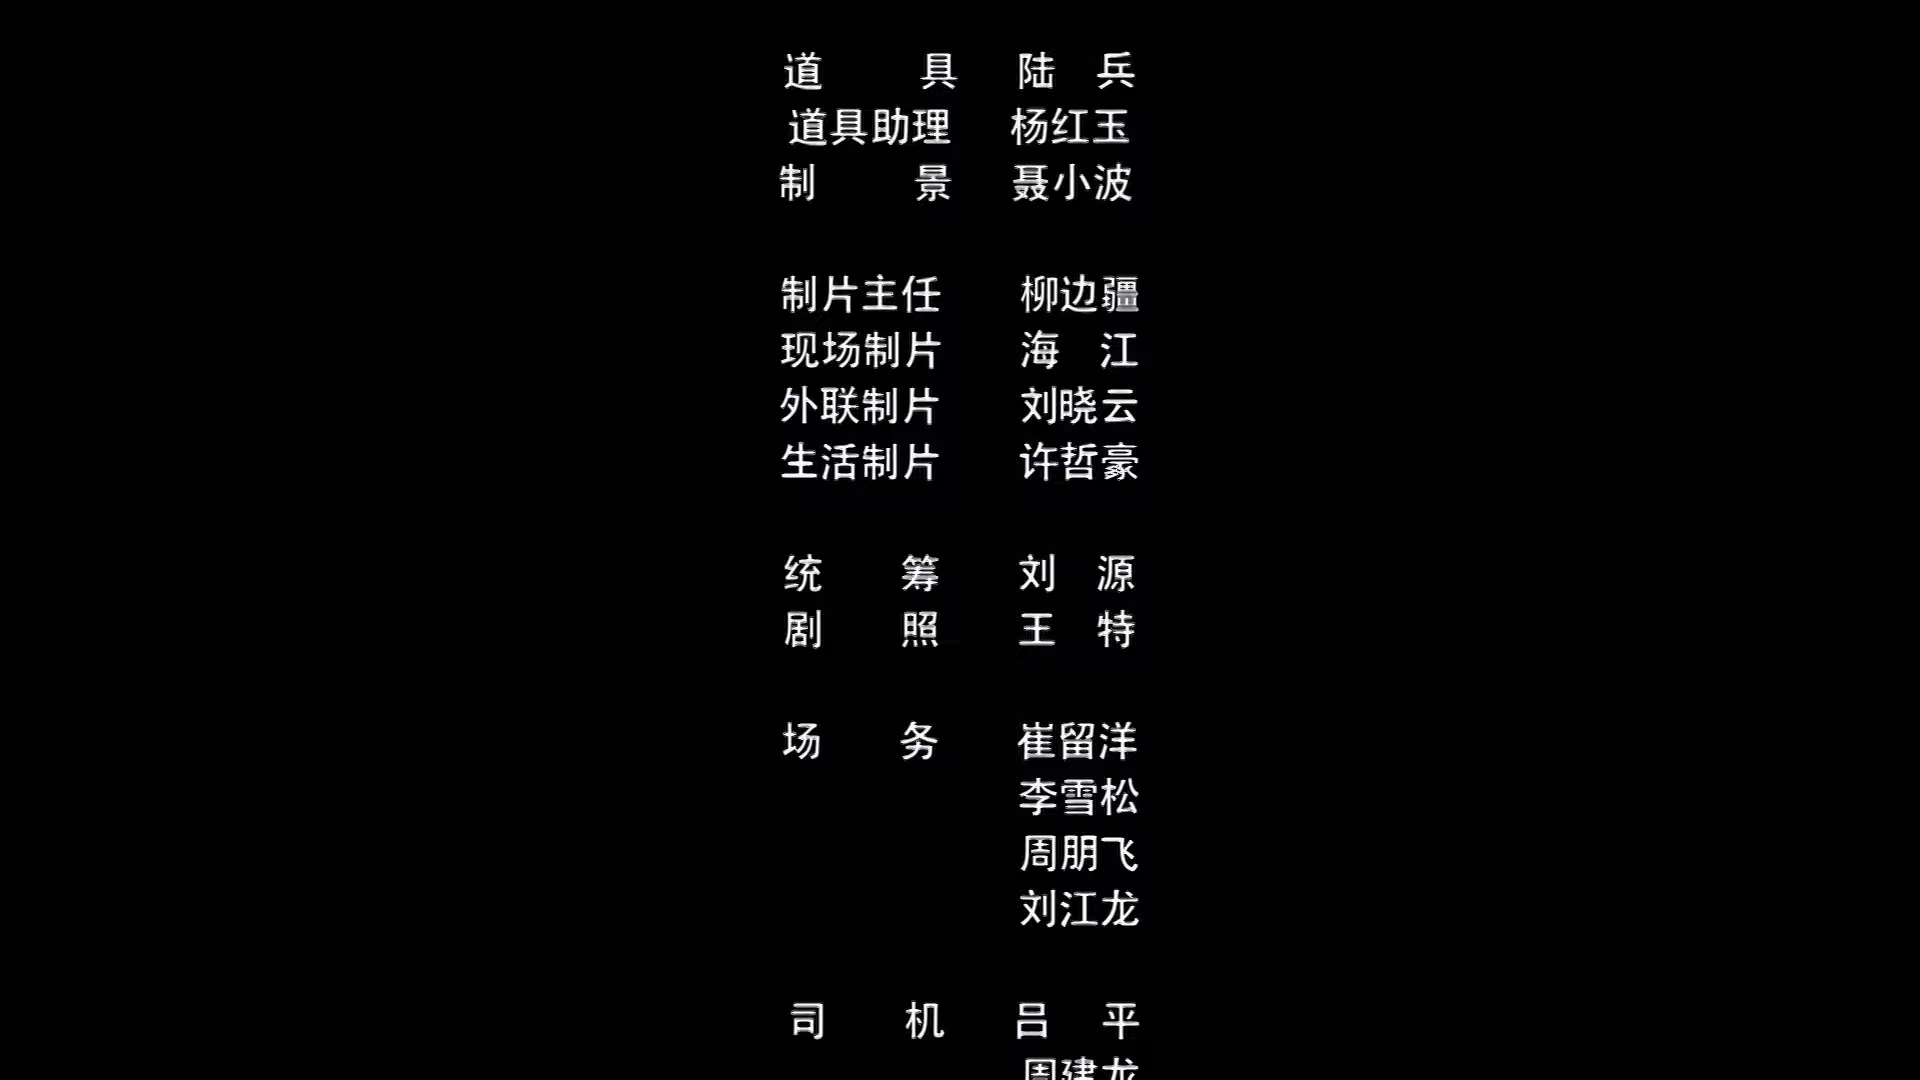 道具 陆兵
道具助理 杨红玉
制景 聂小波
制片主任 柳边疆
现场制片 海江
外联制片 刘晓云
生活制片 许哲豪
统筹 刘源
剧照 王特
场务 崔留洋
李雪松
周朋飞
刘江龙
司机 吕平
周建龙